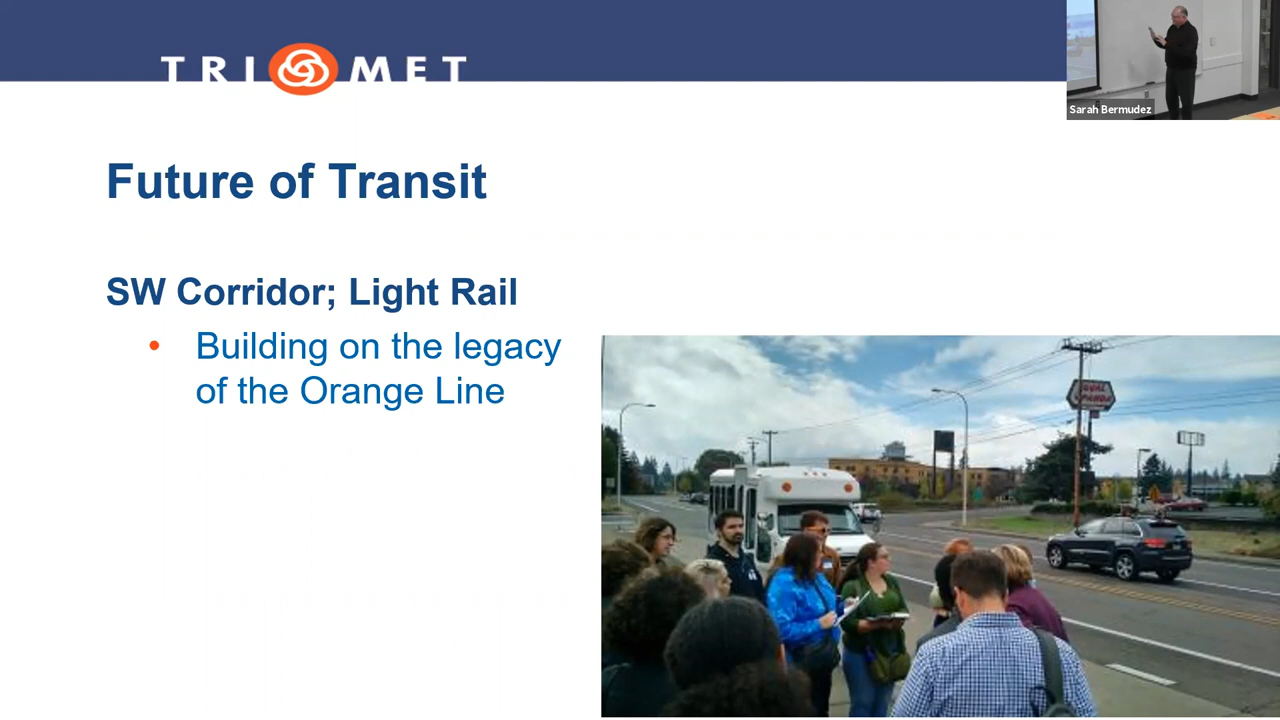 TRI MET
Sarah Bermudez
Future of Transit
SW Corridor; Light Rail
• Building on the legacy
of the Orange Line